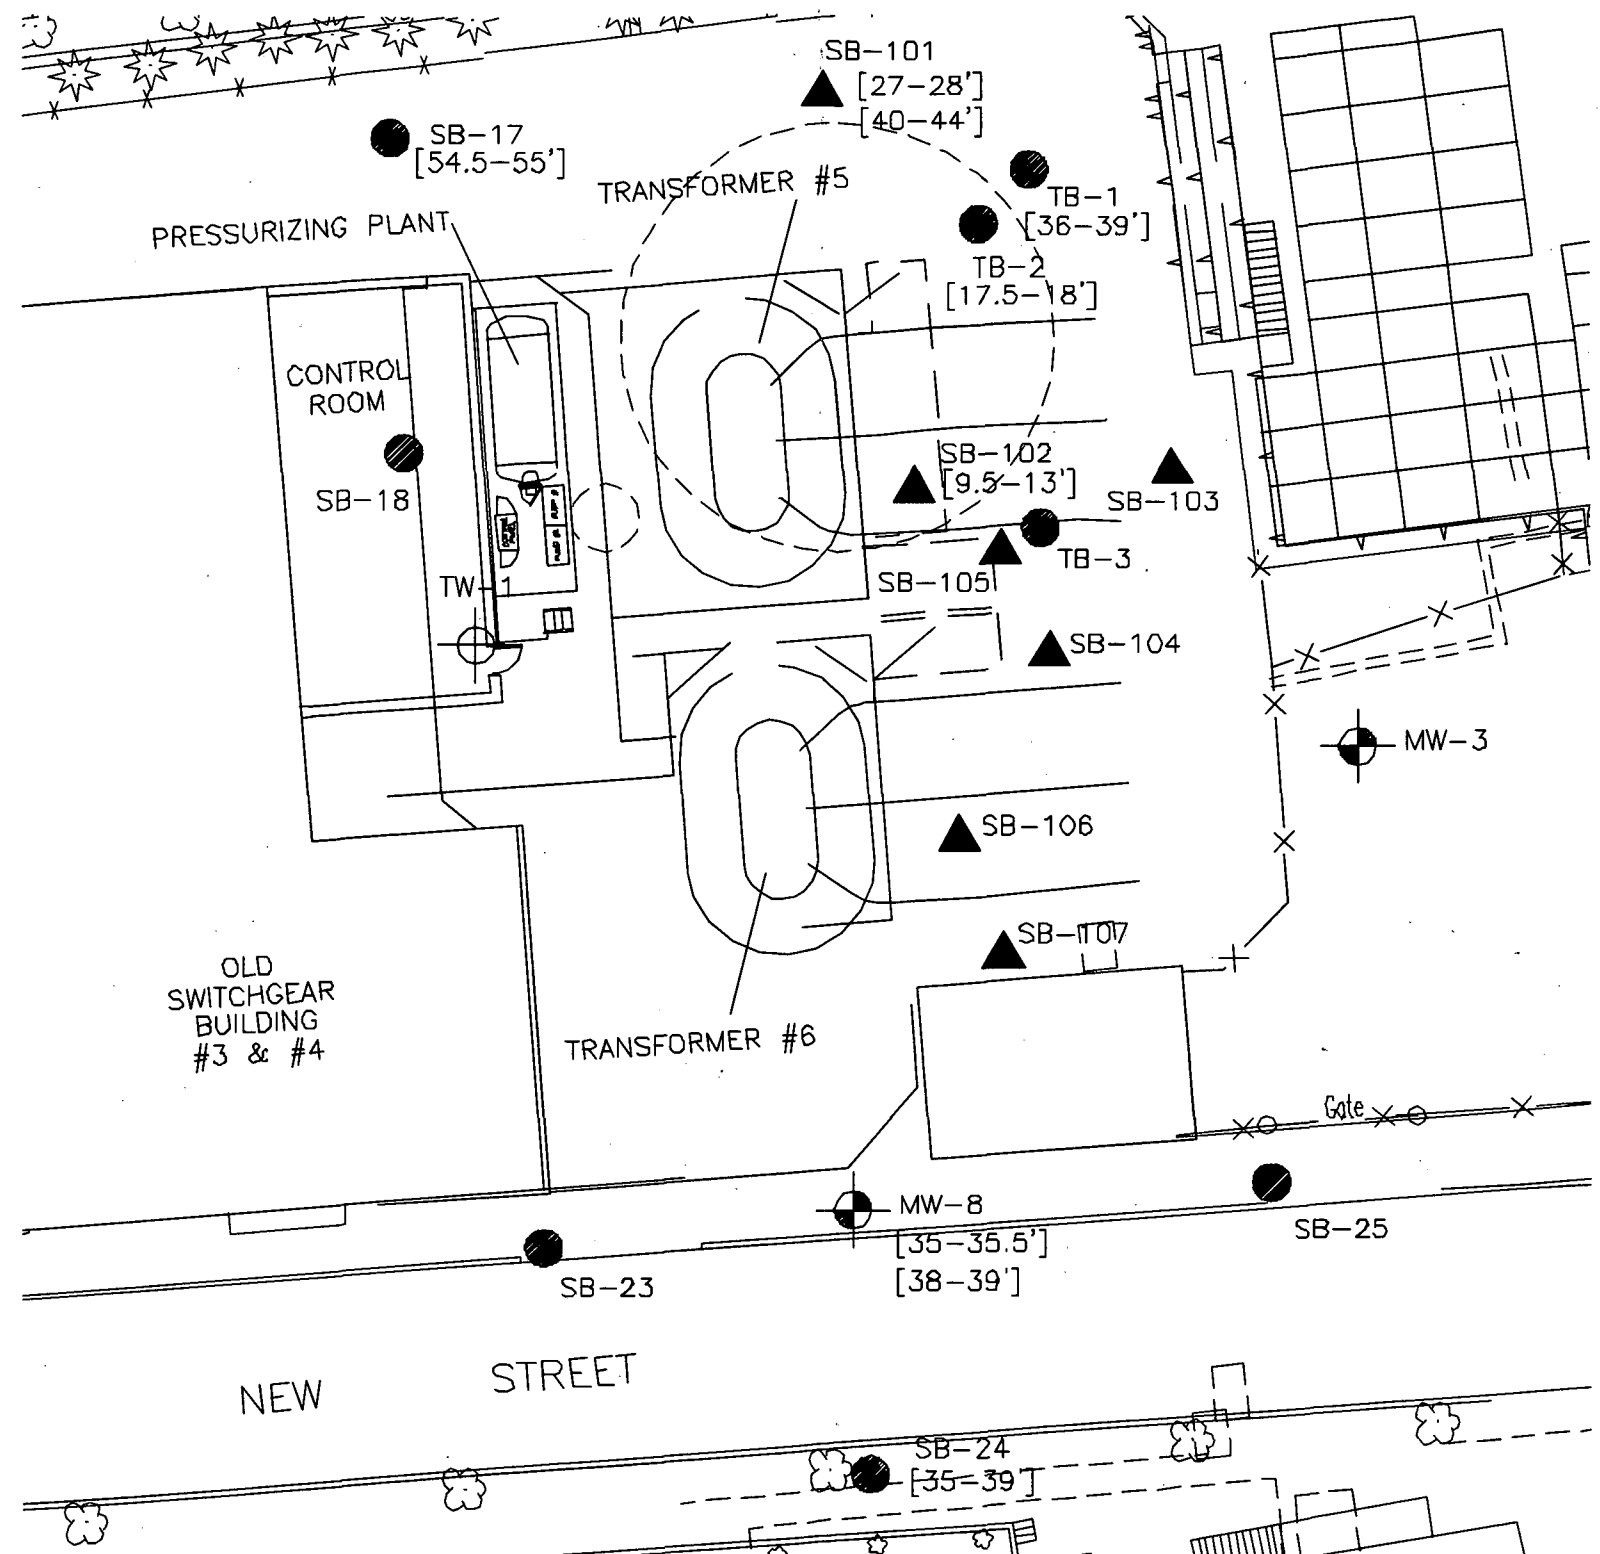 SB-101
[27-28']
[40-44']
SB-17
[54.5-55']
TRANSFORMER #5
TB-1
[36-39']
PRESSURIZING PLANT
TB-2
[17.5-18']
CONTROL
ROOM
SB-102
[9.5-13']
SB-103
SB-18
TB-3
SB-105
TW-1
SB-104
MW-3
SB-106
SB-107
OLD
SWITCHGEAR
BUILDING
#3 & #4
TRANSFORMER #6
Gate
MW-8
[35-35.5']
[38-39']
SB-25
SB-23
NEW STREET
SB-24
[35-39']